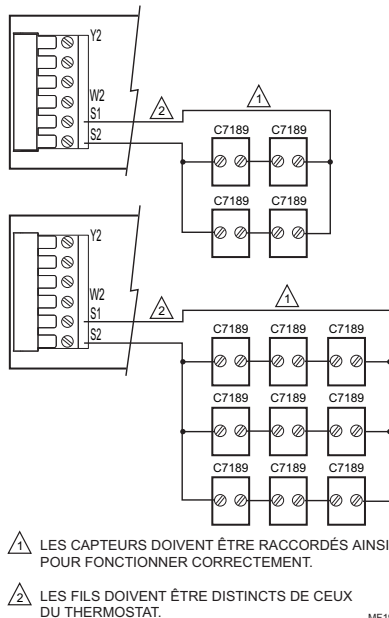 Y2
W2
S1
S2
2
1
C7189 C7189
C7189 C7189
Y2
W2
S1
S2
2
1
C7189 C7189 C7189
C7189 C7189 C7189
C7189 C7189 C7189
1 LES CAPTEURS DOIVENT ÊTRE RACCORDÉS AINSI
POUR FONCTIONNER CORRECTEMENT.
2 LES FILS DOIVENT ÊTRE DISTINCTS DE CEUX
DU THERMOSTAT.